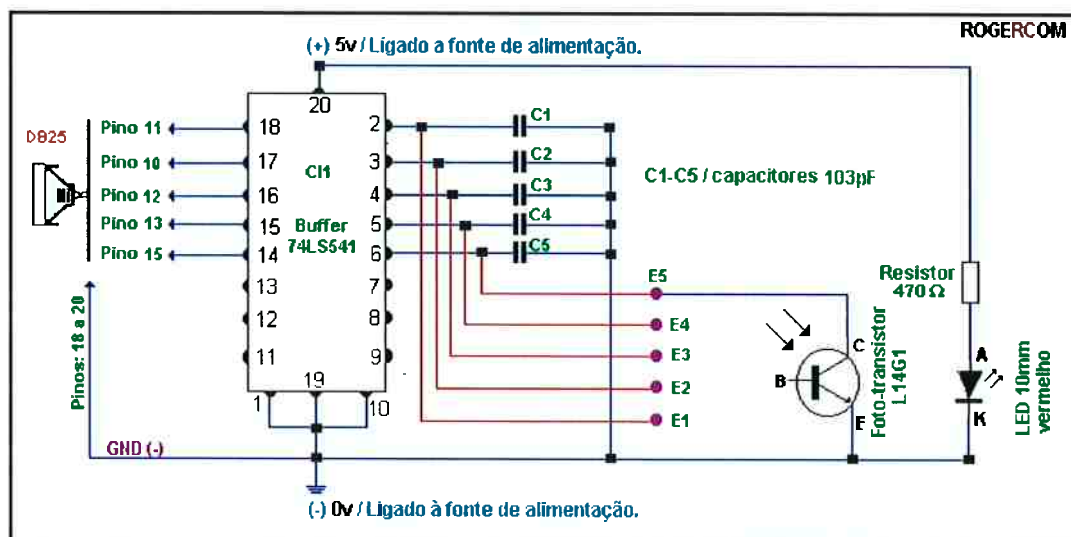 ROGERCOM
(+) 5v / Ligado a fonte de alimentação.
DB25
Pino 11
Pino 10
Pino 12
Pino 13
Pino 15
Pinos: 18 a 20
GND (-)
20
18
17
16
15
14
13
12
11
CI1
Buffer
74LS541
2
3
4
5
6
7
8
9
19
1
10
C1
C2
C3
C4
C5
C1-C5 / capacitores 103pF
E5
E4
E3
E2
E1
B
C
E
Foto-transistor
L14G1
Resistor
470 Ω
A
K
LED 10mm
vermelho
(-) 0v / Ligado à fonte de alimentação.